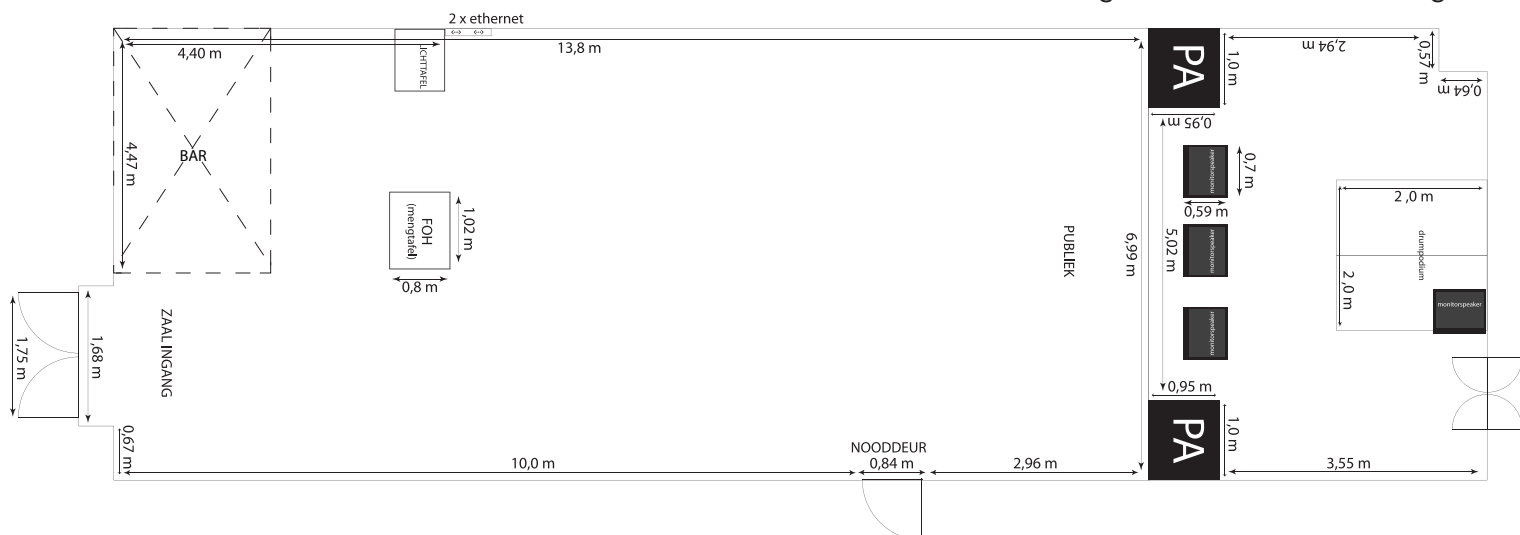 2 x ethernet
4,40 m
LICHTTAFEL
13,8 m
PA
1,0 m
2,94 m
0,57 m
0,64 m
0,95 m
4,47 m
BAR
monitorspeaker
0,7 m
0,59 m
2 ,0 m
FOH
(mengtafel)
1,02 m
0,8 m
PUBLIEK
6,99 m
5,02 m
monitorspeaker
drumpodium
2 ,0 m
monitorspeaker
monitorspeaker
ZAAL INGANG
1,75 m
1,68 m
0,95 m
0,67 m
10,0 m
NOODDEUR
0,84 m
2,96 m
PA
1,0 m
3,55 m